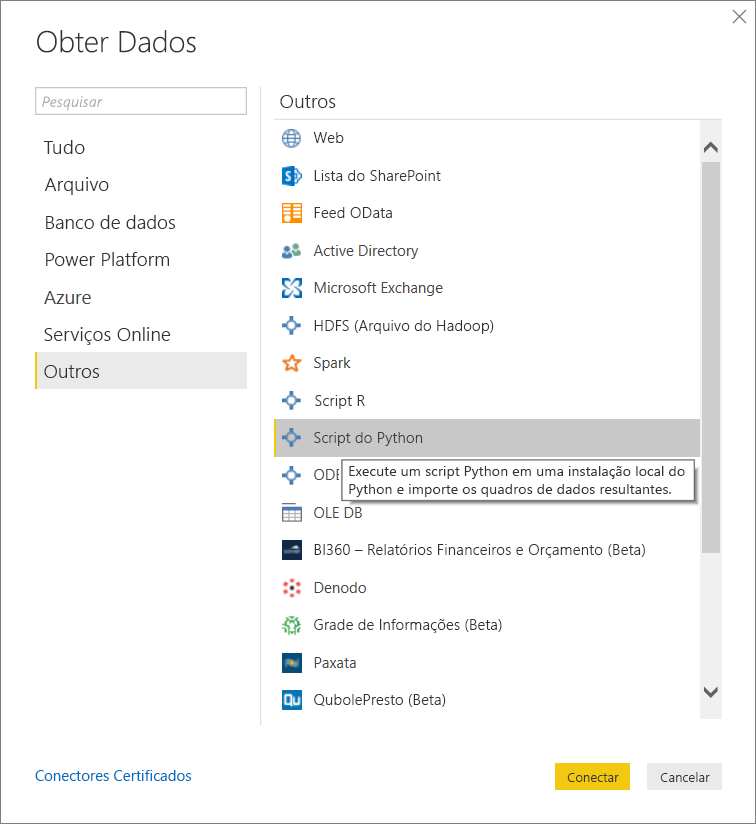 Obter Dados
Pesquisar
Tudo
Arquivo
Banco de dados
Power Platform
Azure
Serviços Online
Outros
Outros
Web
Lista do SharePoint
Feed OData
Active Directory
Microsoft Exchange
HDFS (Arquivo do Hadoop)
Spark
Script R
Script do Python
Execute um script Python em uma instalação local do
Python e importe os quadros de dados resultantes.
OLE DB
BI360 – Relatórios Financeiros e Orçamento (Beta)
Denodo
Grade de Informações (Beta)
Paxata
QubolePresto (Beta)
Conectores Certificados
Conectar
Cancelar